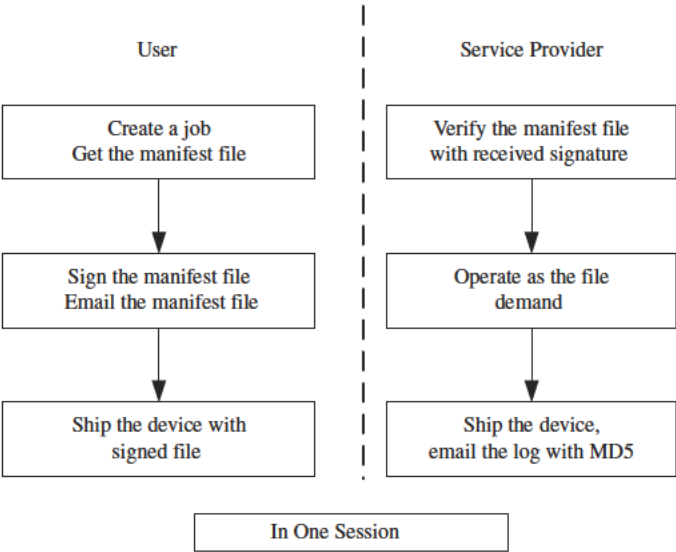 User
Service Provider
Create a job
Get the manifest file
Verify the manifest file
with received signature
Sign the manifest file
Email the manifest file
Operate as the file
demand
Ship the device with
signed file
Ship the device,
email the log with MD5
In One Session